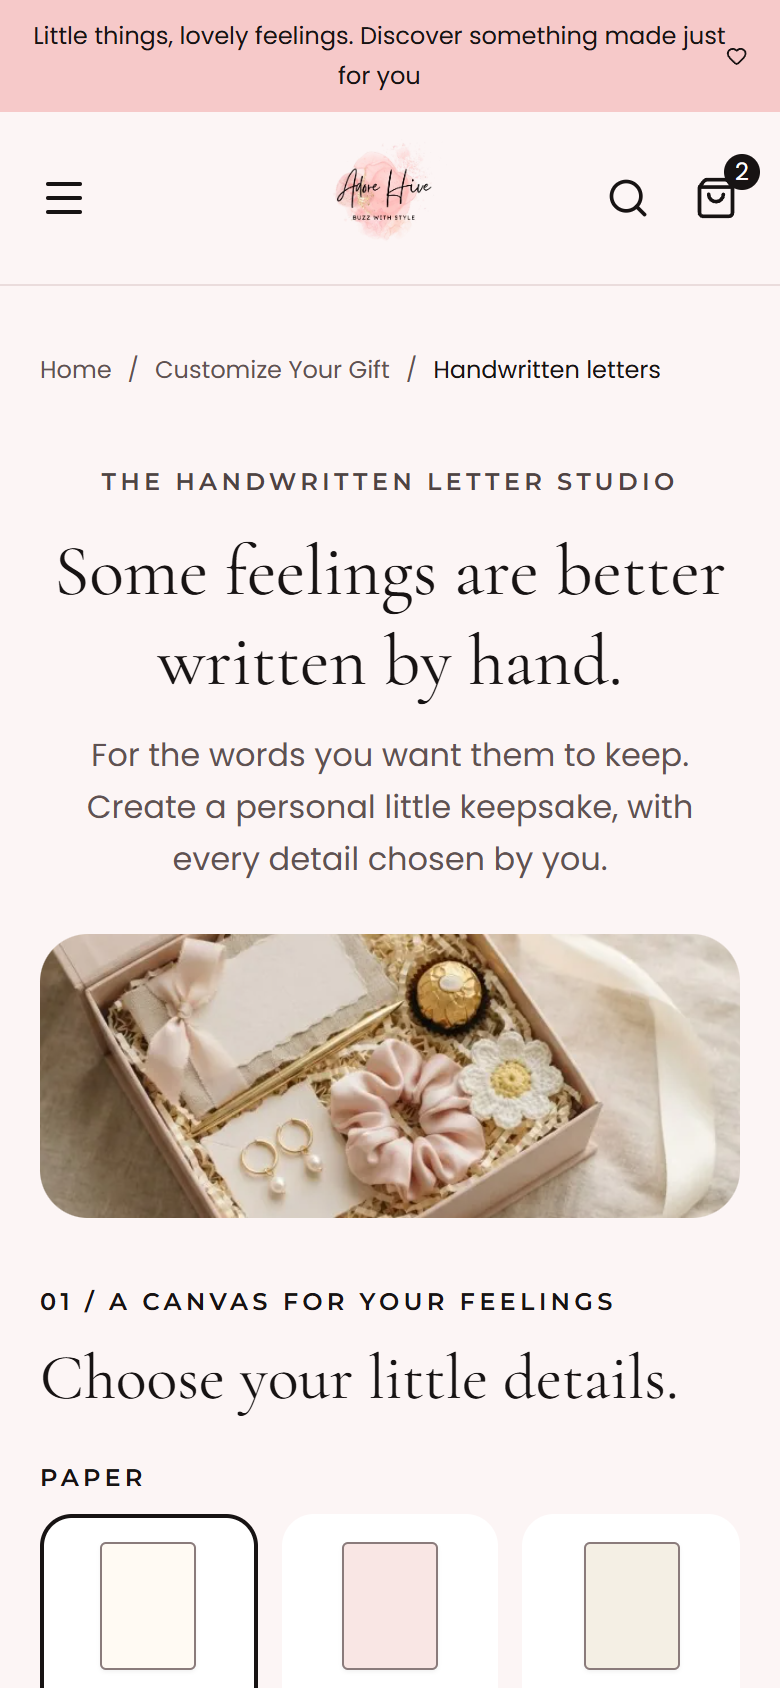 Little things, lovely feelings. Discover something made just
for you
Adore Hive
BUZZ WITH STYLE
2
Home / Customize Your Gift / Handwritten letters
THE HANDWRITTEN LETTER STUDIO
Some feelings are better
written by hand.
For the words you want them to keep.
Create a personal little keepsake, with
every detail chosen by you.
01 / A CANVAS FOR YOUR FEELINGS
Choose your little details.
PAPER